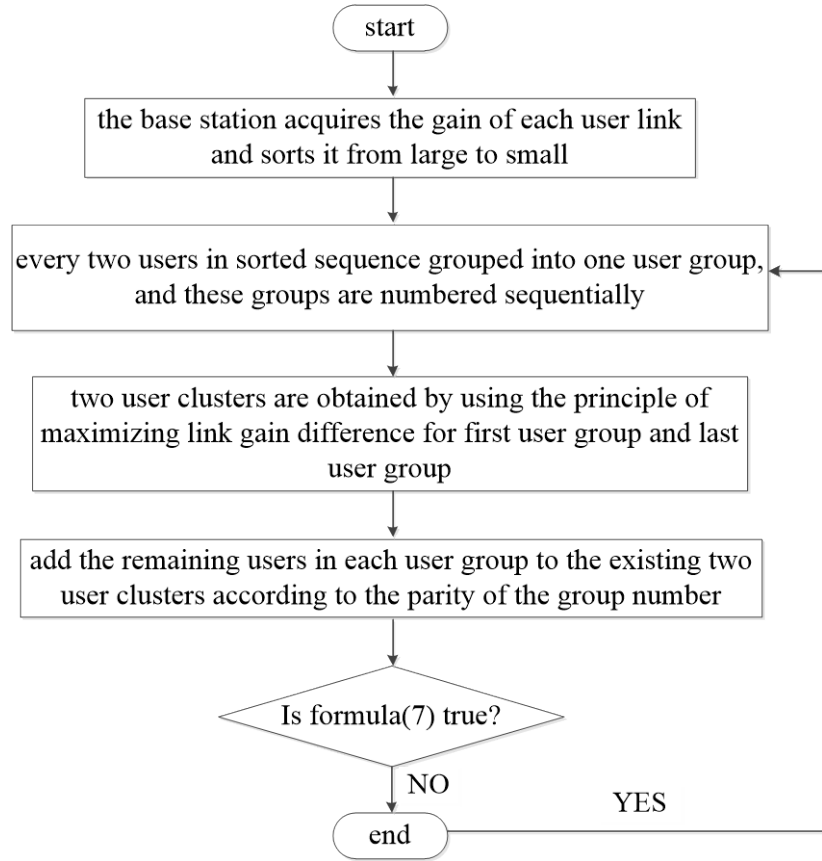 start
the base station acquires the gain of each user link
and sorts it from large to small
every two users in sorted sequence grouped into one user group,
and these groups are numbered sequentially
two user clusters are obtained by using the principle of
maximizing link gain difference for first user group and last
user group
add the remaining users in each user group to the existing two
user clusters according to the parity of the group number
Is formula(7) true?
NO
YES
end